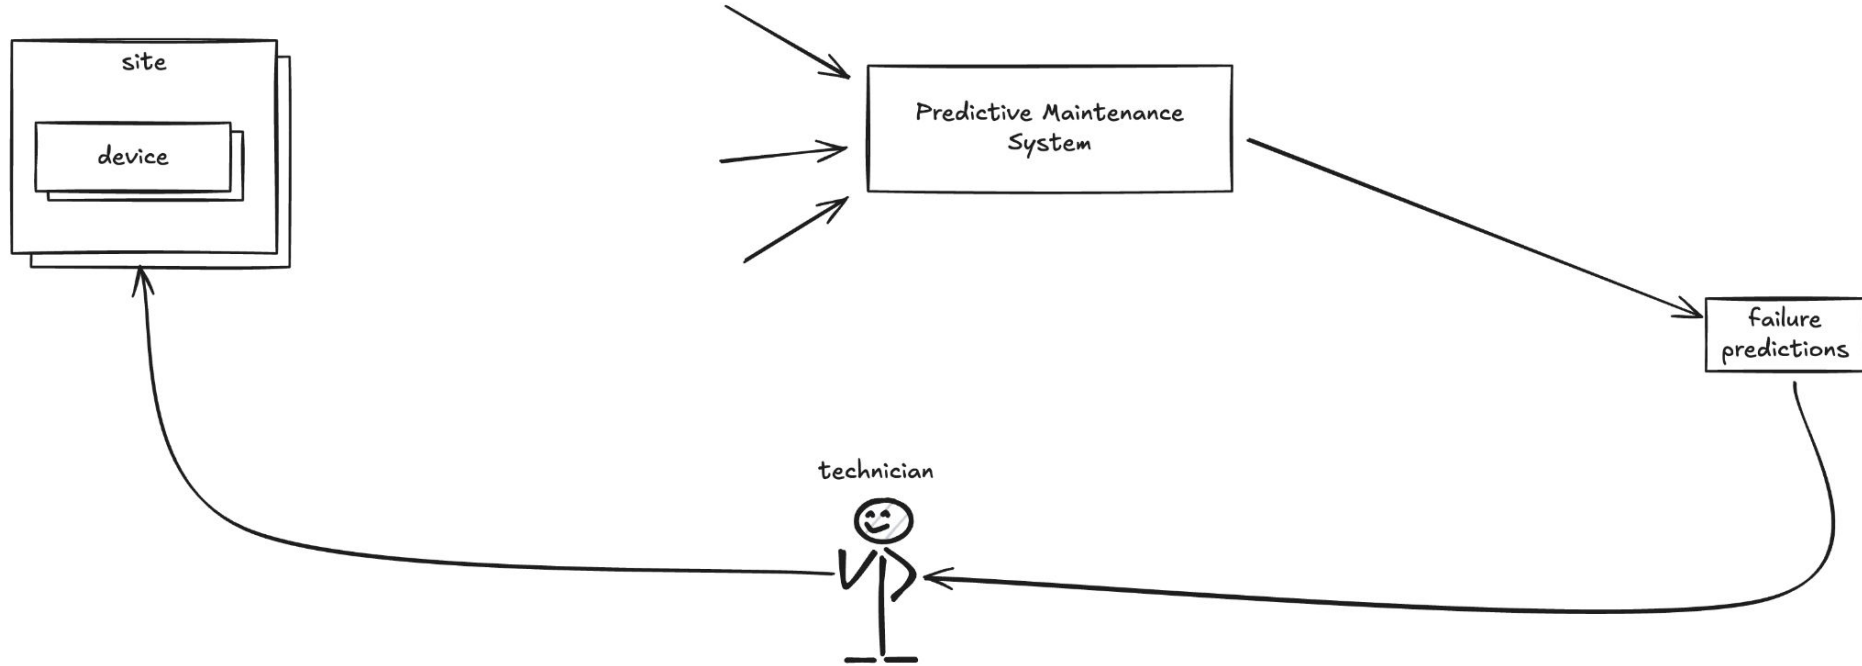 site
device
Predictive Maintenance
System
failure
predictions
technician